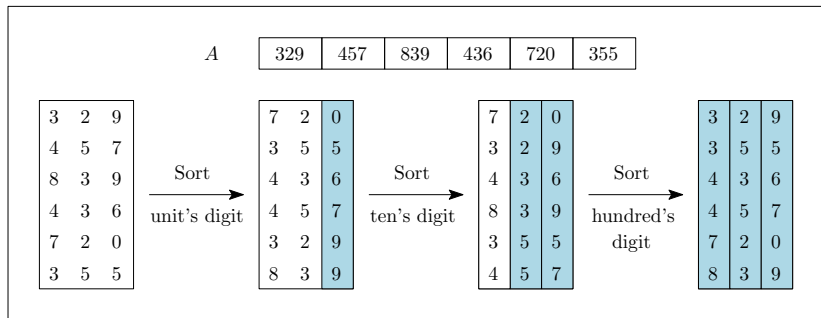 A 329 457 839 436 720 355
3 2 9 7 2 0 7 2 0 3 2 9
4 5 7 3 5 5 3 2 9 3 5 5
8 3 9 Sort 4 3 6 Sort 4 3 6 Sort 4 3 6
4 3 6 unit's digit 4 5 7 ten's digit 8 3 9 hundred's 4 5 7
7 2 0 3 2 9 3 5 5 digit 7 2 0
3 5 5 8 3 9 4 5 7 8 3 9